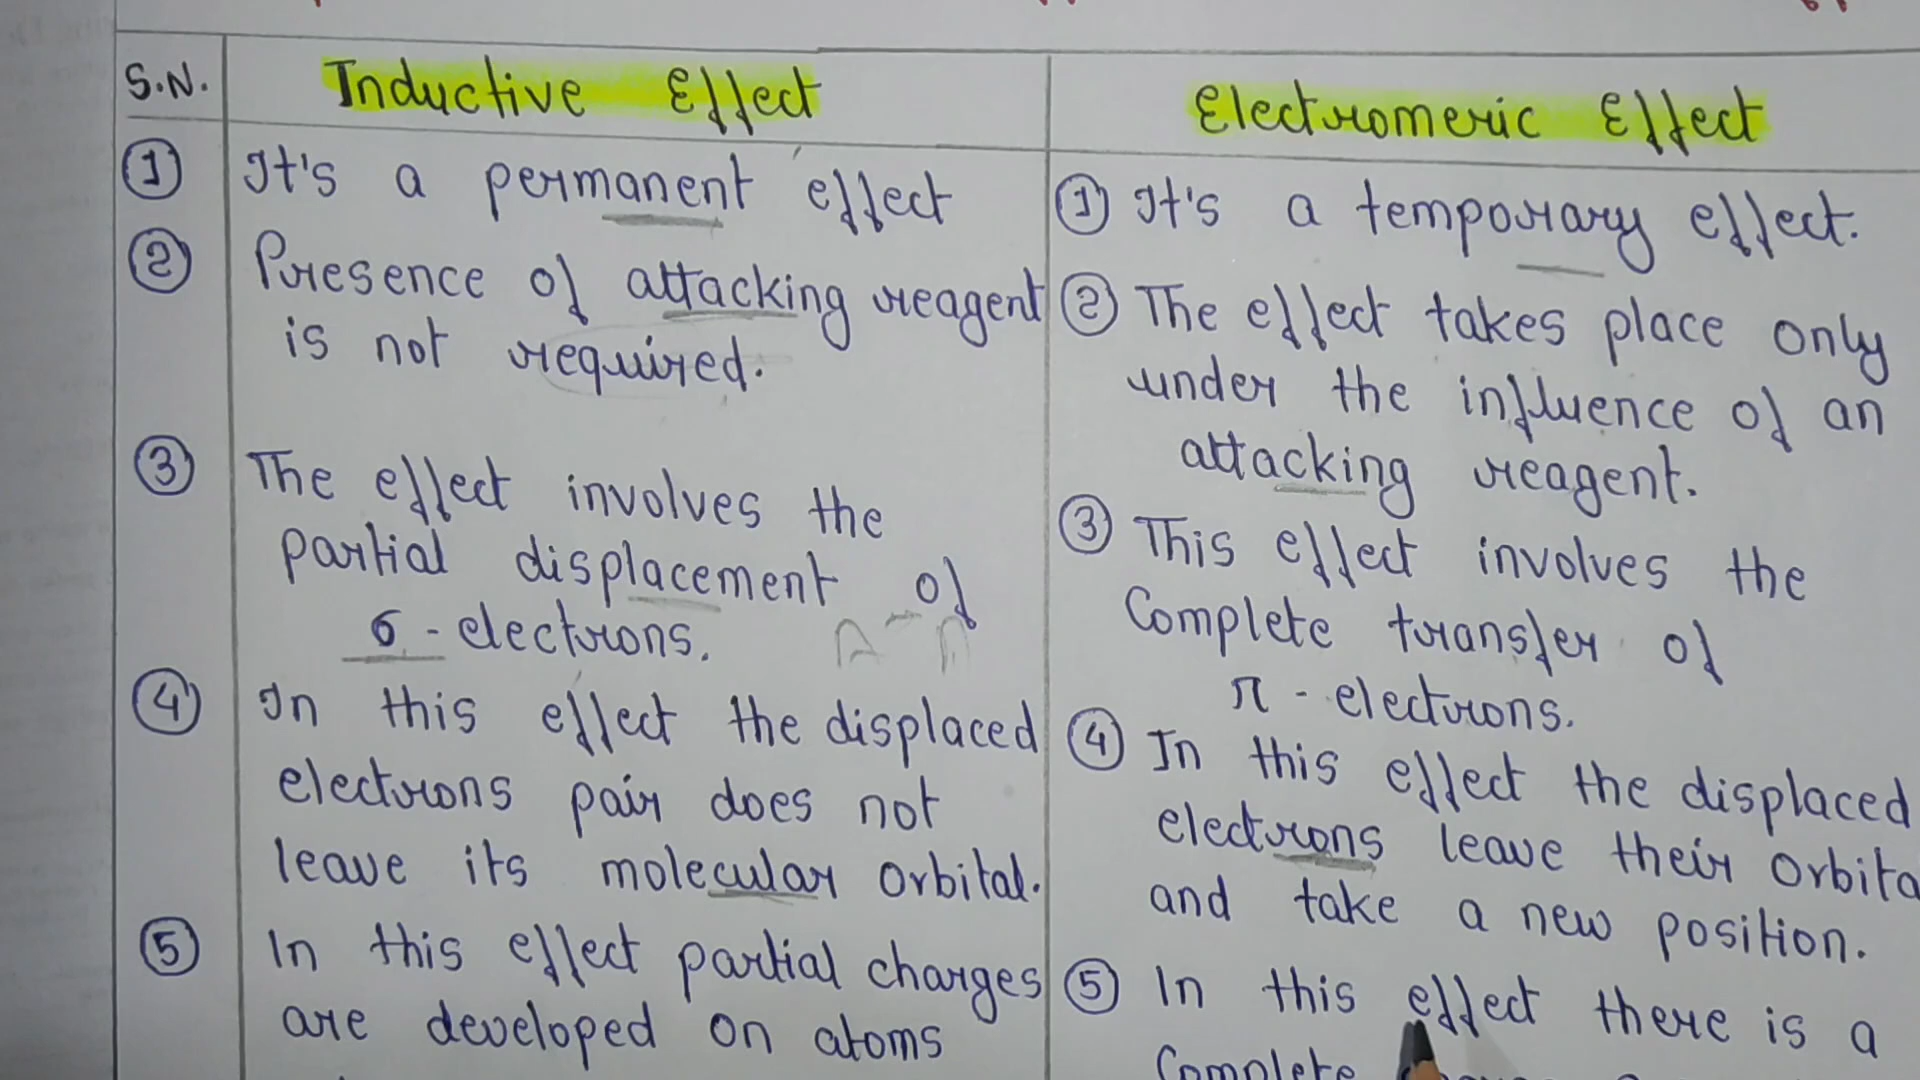 S.N.
Inductive Effect
Electromeric Effect
1 It's a permanent effect
2 Presence of attacking reagent
is not required.
3 The effect involves the
partial displacement of
σ - electrons.
4 In this effect the displaced
electrons pair does not
leave its molecular orbital.
5 In this effect partial charges
are developed on atoms
1 It's a temporary effect.
2 The effect takes place only
under the influence of an
attacking reagent.
3 This effect involves the
Complete transfer of
π - electrons.
4 In this effect the displaced
electrons leave their orbita
and take a new position.
5 In this effect there is a
Complete